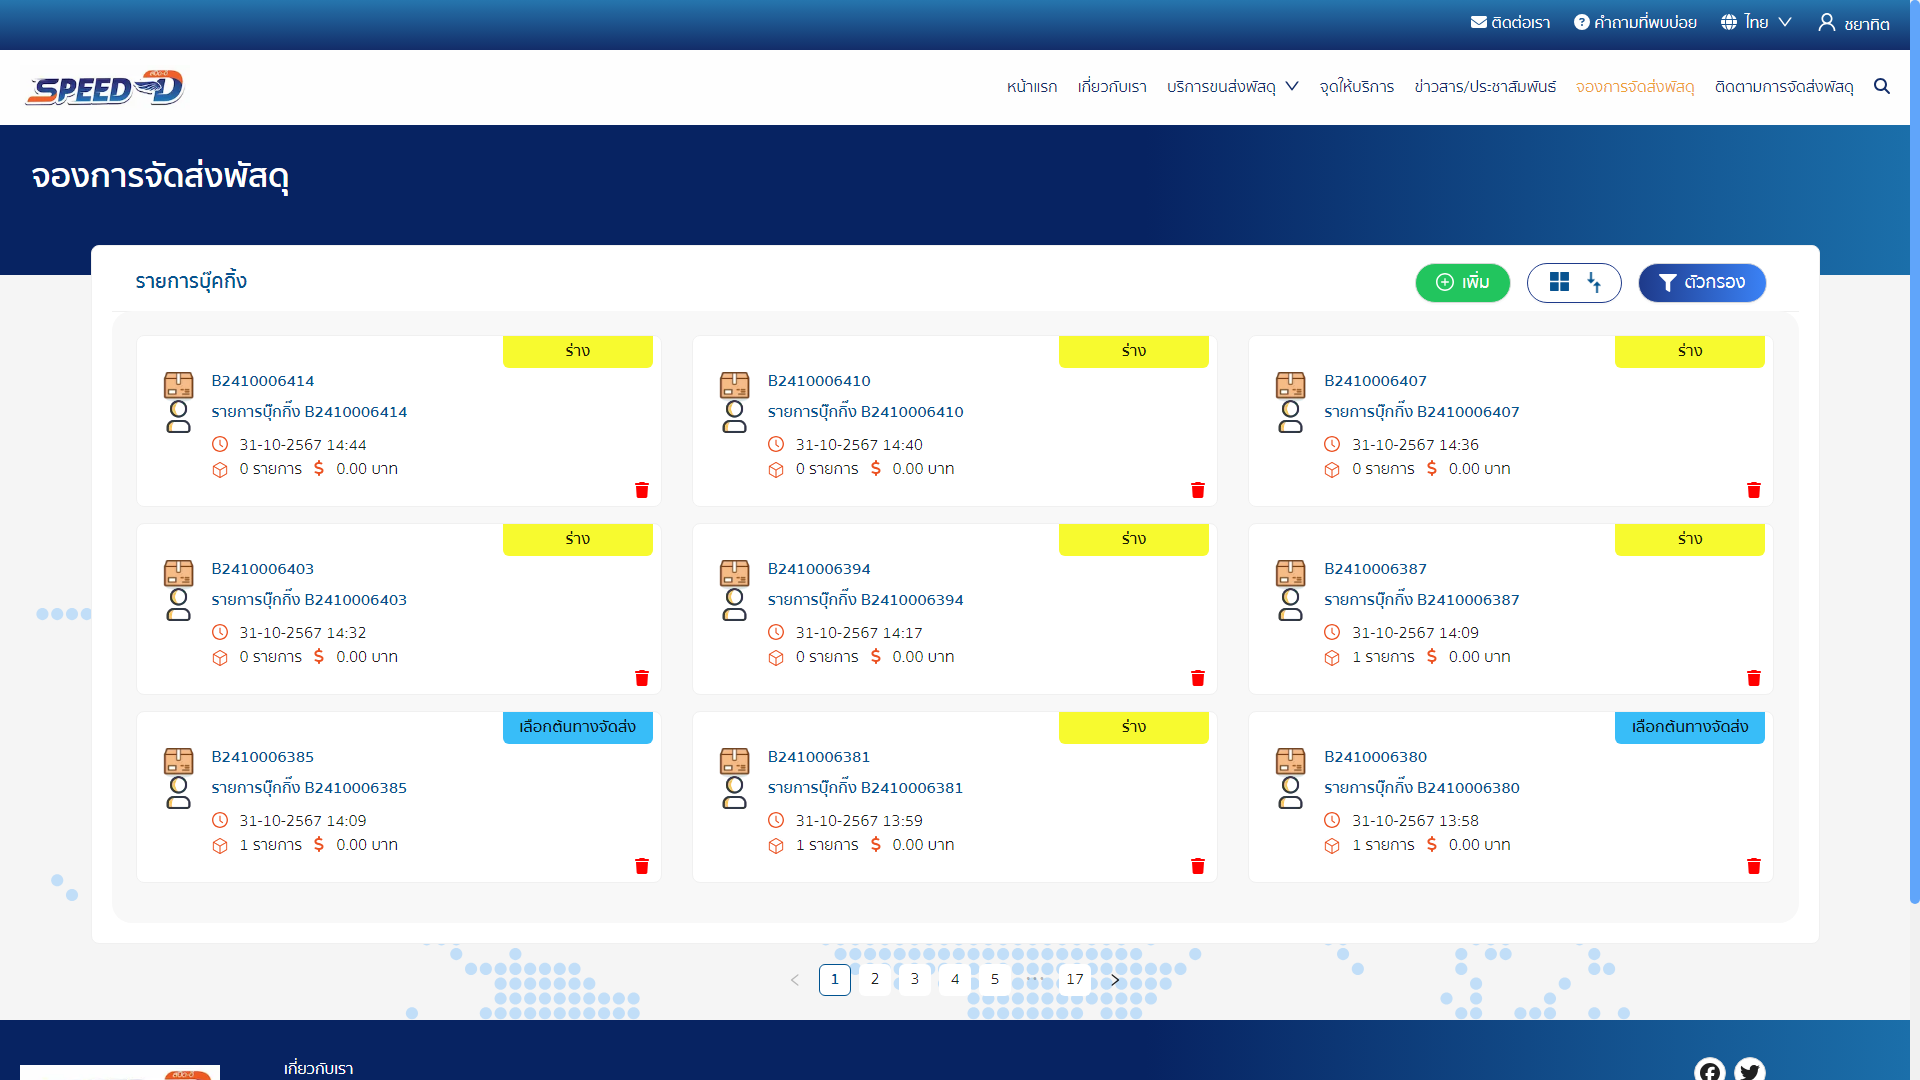 ติดต่อเรา คำถามที่พบบ่อย ไทย ชยาทิต
SPEED-D หน้าแรก เกี่ยวกับเรา บริการขนส่งพัสดุ จุดให้บริการ ข่าวสาร/ประชาสัมพันธ์ จองการจัดส่งพัสดุ ติดตามการจัดส่งพัสดุ
จองการจัดส่งพัสดุ
รายการบุ๊คกิ้ง เพิ่ม ตัวกรอง
ร่าง
B2410006414
รายการบุ๊กกิ๊ง B2410006414
31-10-2567 14:44
0 รายการ $ 0.00 บาท
ร่าง
B2410006410
รายการบุ๊กกิ๊ง B2410006410
31-10-2567 14:40
0 รายการ $ 0.00 บาท
ร่าง
B2410006407
รายการบุ๊กกิ๊ง B2410006407
31-10-2567 14:36
0 รายการ $ 0.00 บาท
ร่าง
B2410006403
รายการบุ๊กกิ๊ง B2410006403
31-10-2567 14:32
0 รายการ $ 0.00 บาท
ร่าง
B2410006394
รายการบุ๊กกิ๊ง B2410006394
31-10-2567 14:17
0 รายการ $ 0.00 บาท
ร่าง
B2410006387
รายการบุ๊กกิ๊ง B2410006387
31-10-2567 14:09
1 รายการ $ 0.00 บาท
เลือกต้นทางจัดส่ง
B2410006385
รายการบุ๊กกิ๊ง B2410006385
31-10-2567 14:09
1 รายการ $ 0.00 บาท
ร่าง
B2410006381
รายการบุ๊กกิ๊ง B2410006381
31-10-2567 13:59
1 รายการ $ 0.00 บาท
เลือกต้นทางจัดส่ง
B2410006380
รายการบุ๊กกิ๊ง B2410006380
31-10-2567 13:58
1 รายการ $ 0.00 บาท
1 2 3 4 5 ••• 17
เกี่ยวกับเรา